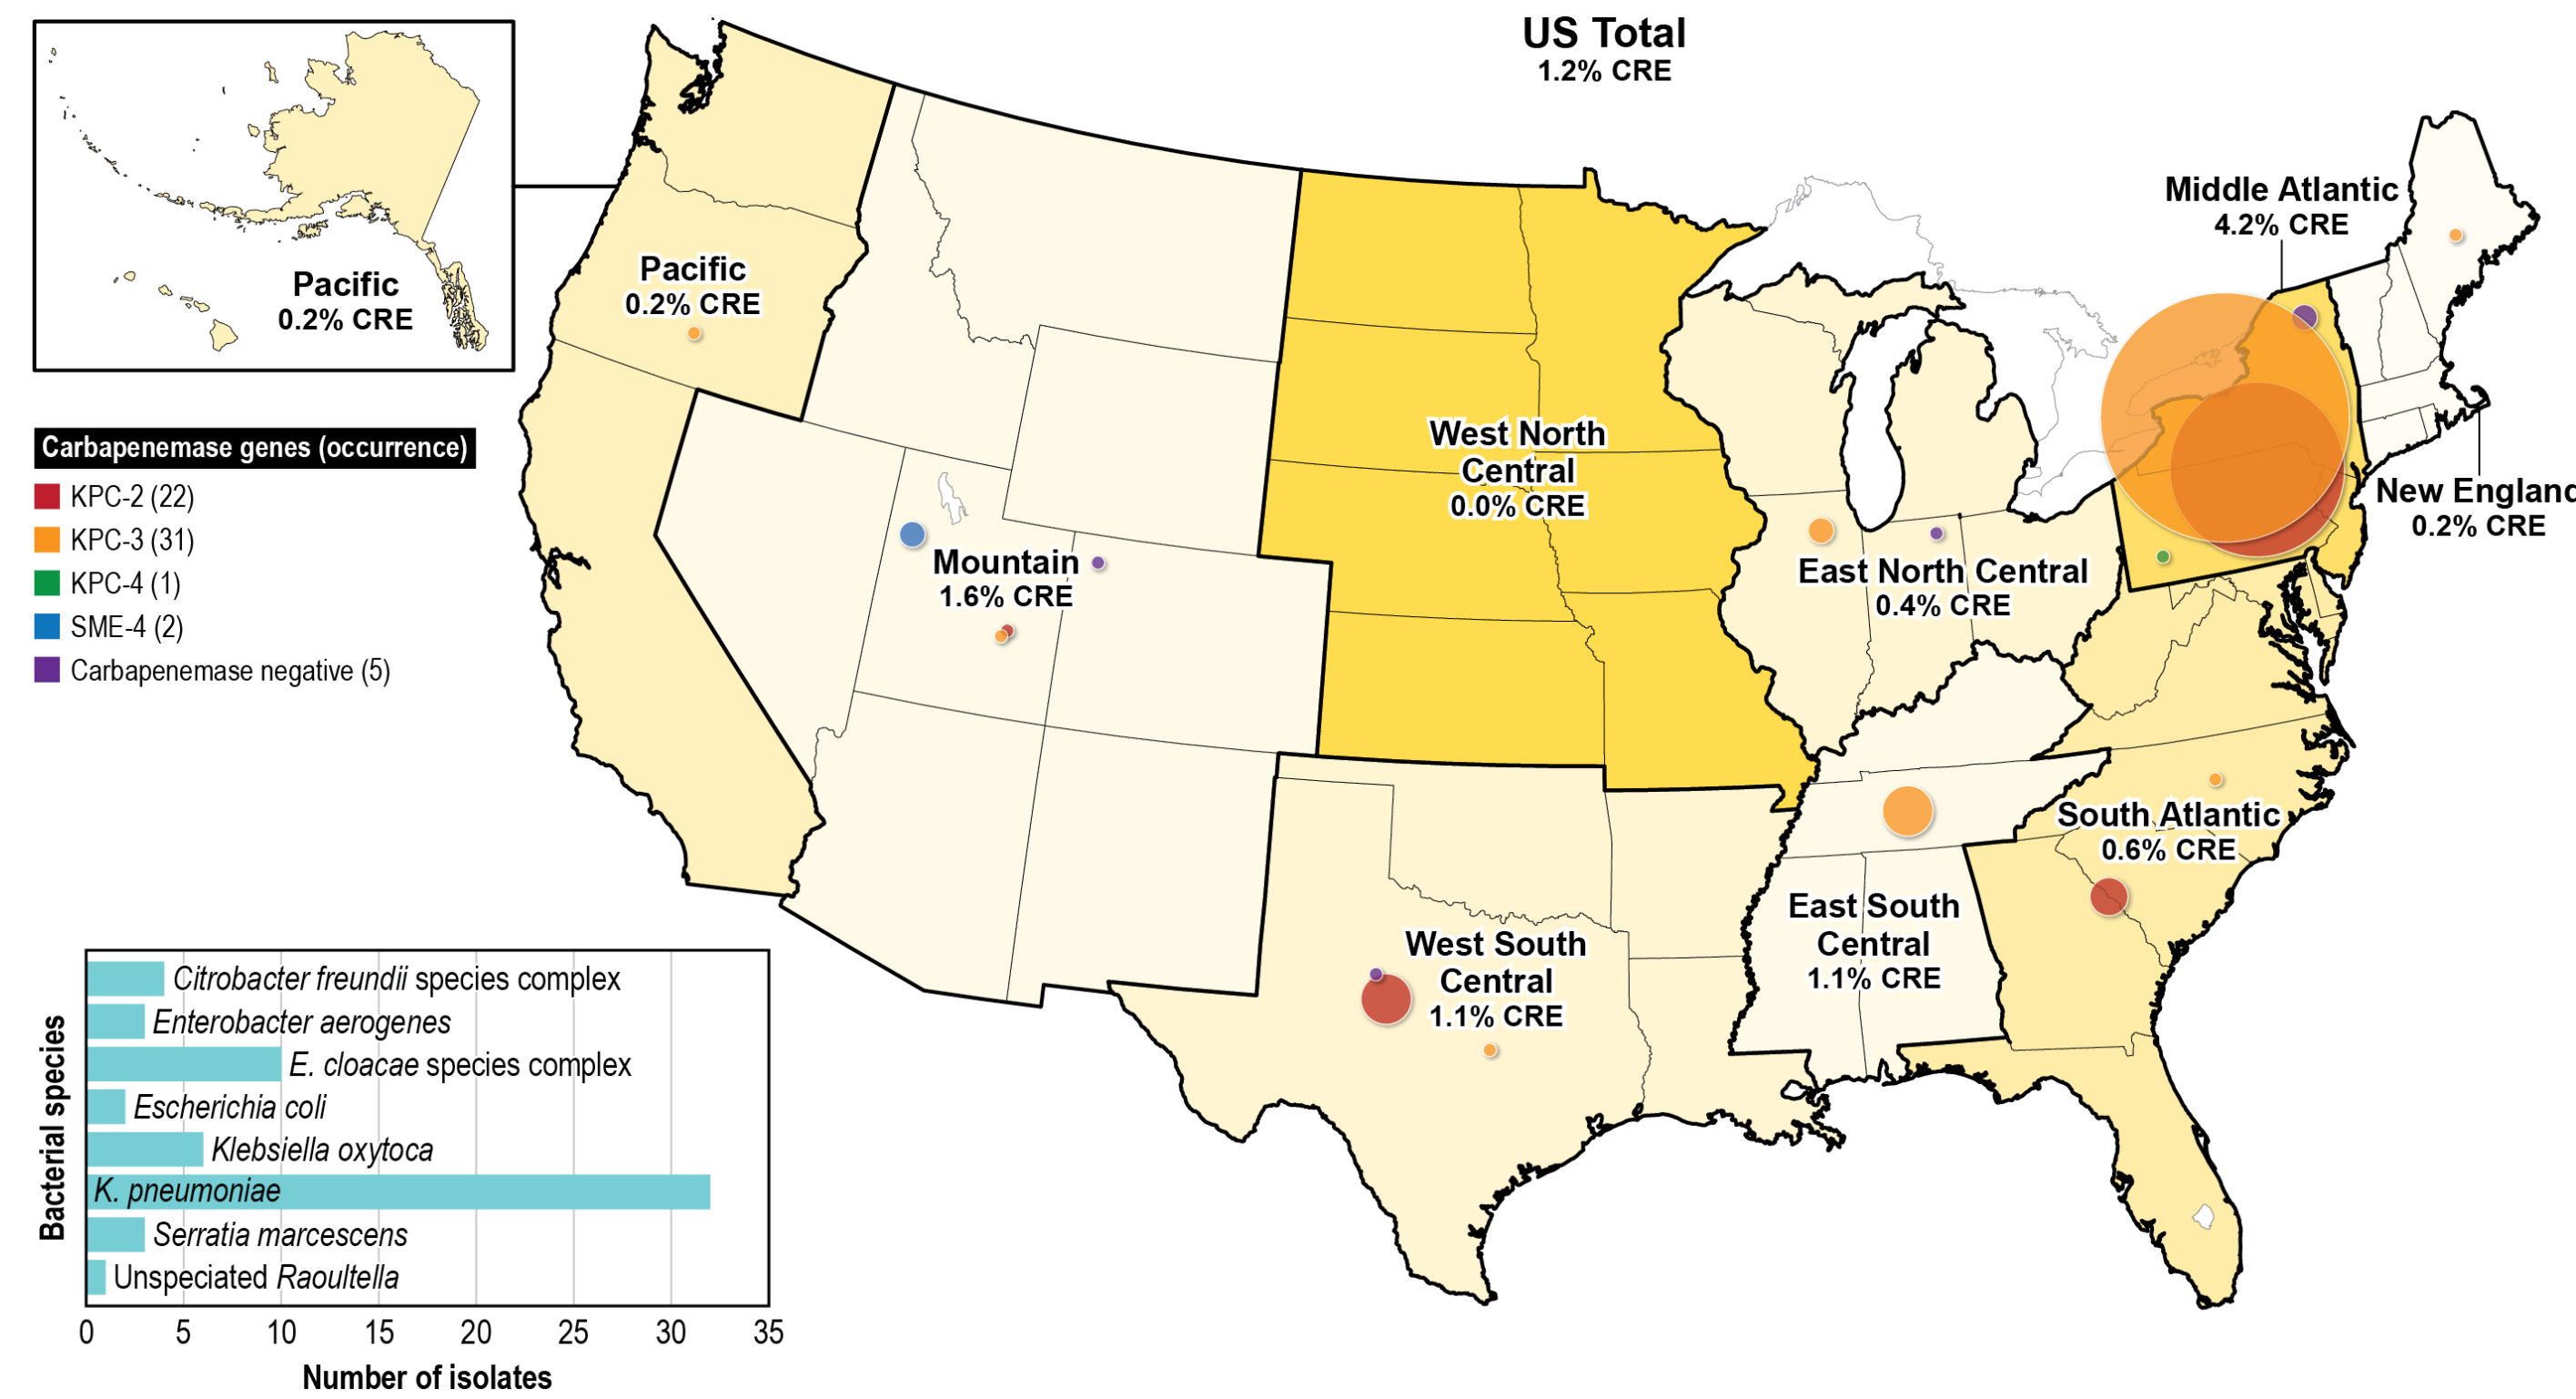 US Total
1.2% CRE
Pacific
0.2% CRE
Pacific
0.2% CRE
Middle Atlantic
4.2% CRE
New England
0.2% CRE
West North
Central
0.0% CRE
Mountain
1.6% CRE
East North Central
0.4% CRE
South Atlantic
0.6% CRE
East South
Central
1.1% CRE
West South
Central
1.1% CRE
Carbapenemase genes (occurrence)
KPC-2 (22)
KPC-3 (31)
KPC-4 (1)
SME-4 (2)
Carbapenemase negative (5)
Bacterial species
Citrobacter freundii species complex
Enterobacter aerogenes
E. cloacae species complex
Escherichia coli
Klebsiella oxytoca
K. pneumoniae
Serratia marcescens
Unspeciated Raoultella
0 5 10 15 20 25 30 35
Number of isolates